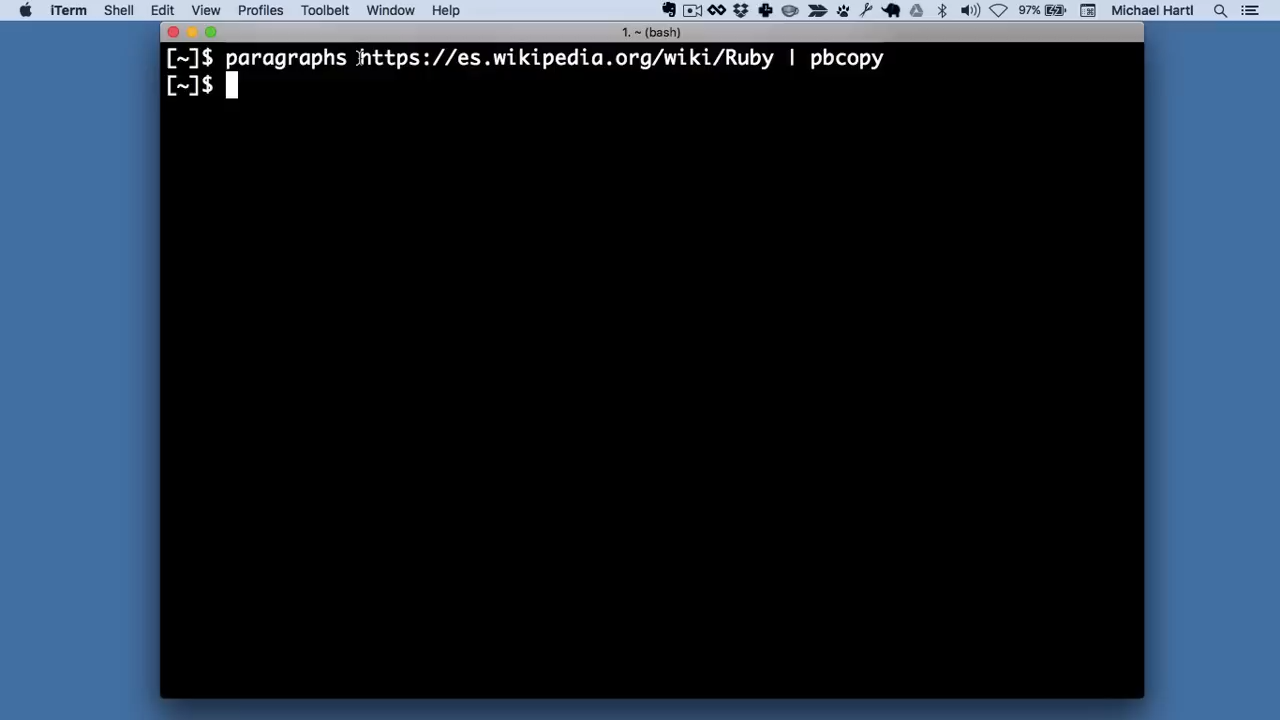 iTerm Shell Edit View Profiles Toolbelt Window Help 97% Michael Hartl
1. ~ (bash)
[~]$ paragraphs https://es.wikipedia.org/wiki/Ruby | pbcopy
[~]$